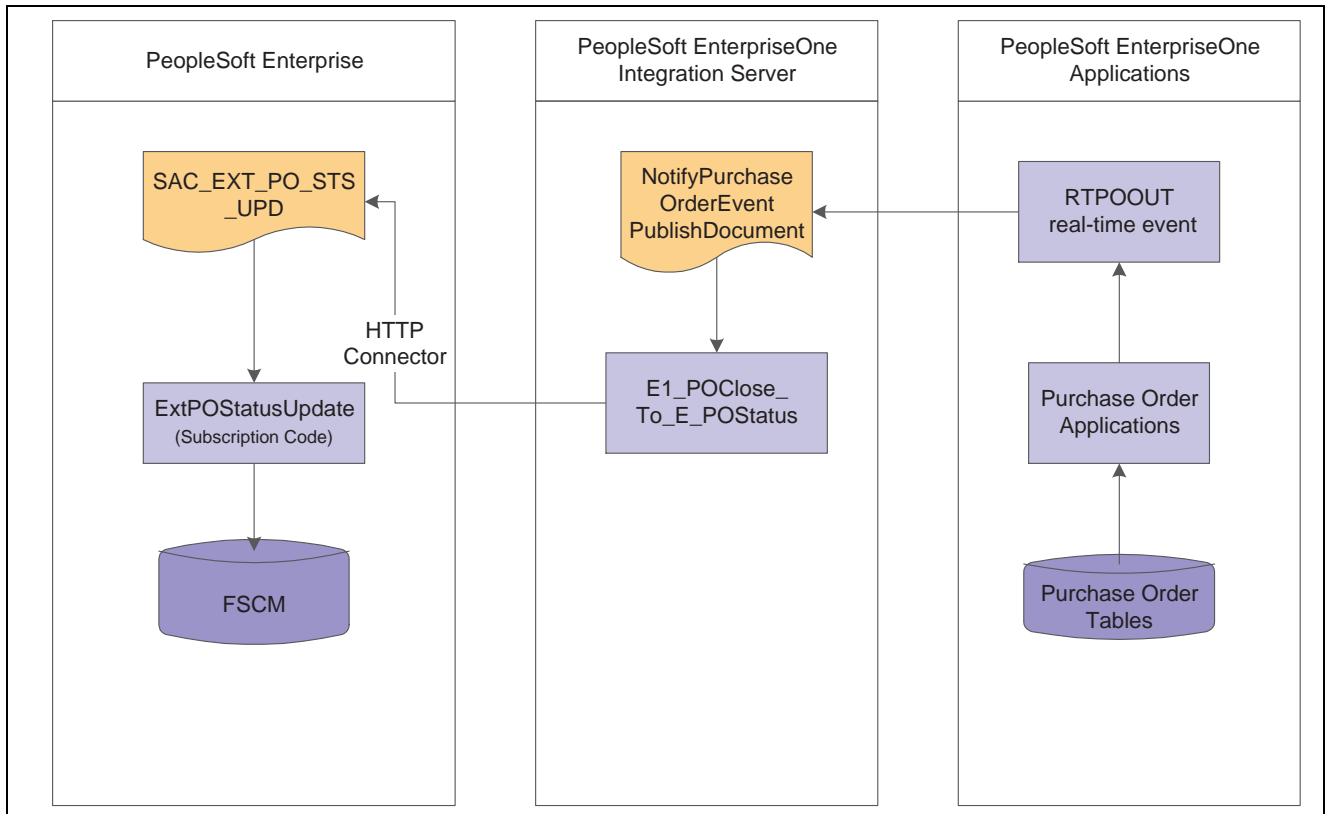 PeopleSoft Enterprise
SAC_EXT_PO_STS
_UPD
ExtPOStatusUpdate
(Subscription Code)
FSCM
HTTP
Connector
PeopleSoft EnterpriseOne
Integration Server
NotifyPurchase
OrderEvent
PublishDocument
E1_POClose_
To_E_POStatus
PeopleSoft EnterpriseOne
Applications
RTPOOUT
real-time event
Purchase Order
Applications
Purchase Order
Tables